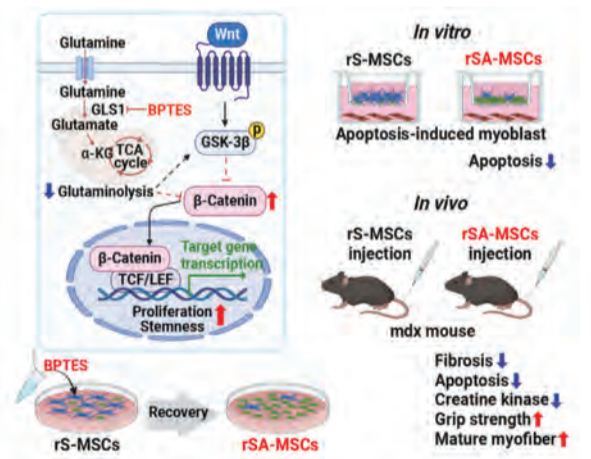 Glutamine
Wnt
Glutamine
GLS1
BPTES
Glutamate
α-KG
TCA
cycle
GSK-3β
p
Glutaminolysis
β-Catenin
β-Catenin
TCF/LEF
Target gene
transcription
Proliferation
Stemness
BPTES
rS-MSCs
Recovery
rSA-MSCs
In vitro
rS-MSCs
rSA-MSCs
Apoptosis-induced myoblast
Apoptosis
In vivo
rS-MSCs
injection
rSA-MSCs
injection
mdx mouse
Fibrosis
Apoptosis
Creatine kinase
Grip strength
Mature myofiber